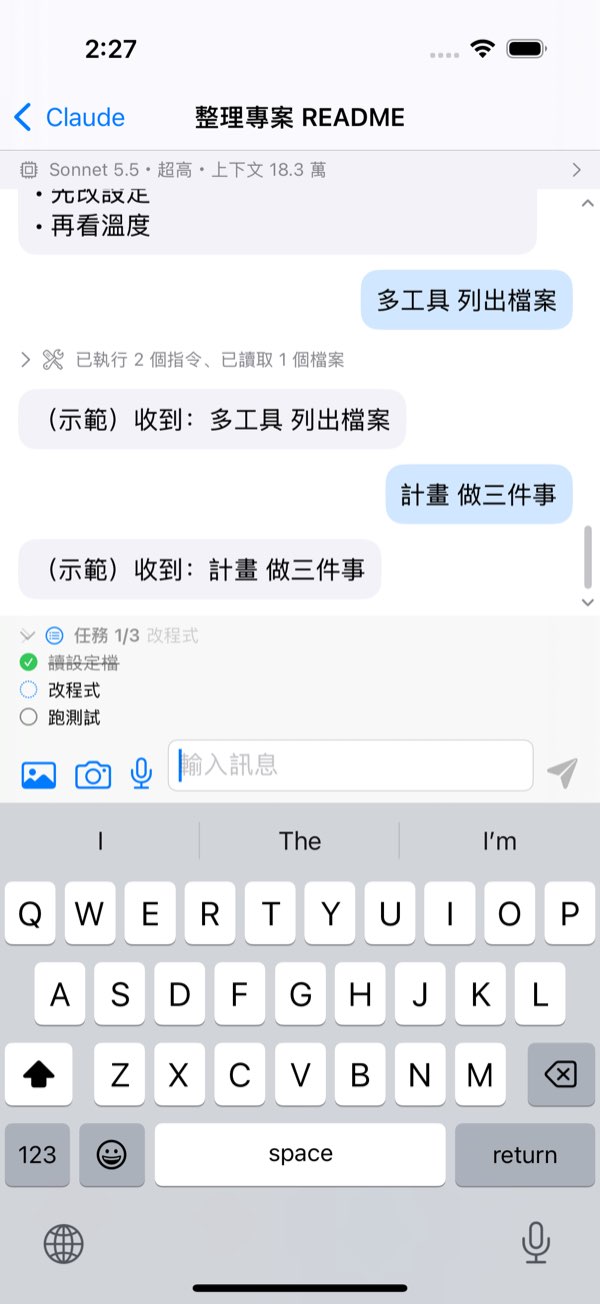 2:27
Claude
整理專案 README
Sonnet 5.5・超高・上下文 18.3 萬
• 先改設定
• 再看溫度
多工具 列出檔案
已執行 2 個指令、已讀取 1 個檔案
（示範）收到：多工具 列出檔案
計畫 做三件事
（示範）收到：計畫 做三件事
任務 1/3 改程式
讀設定檔
改程式
跑測試
輸入訊息
I
The
I’m
Q W E R T Y U I O P
A S D F G H J K L
Z X C V B N M
123
space
return